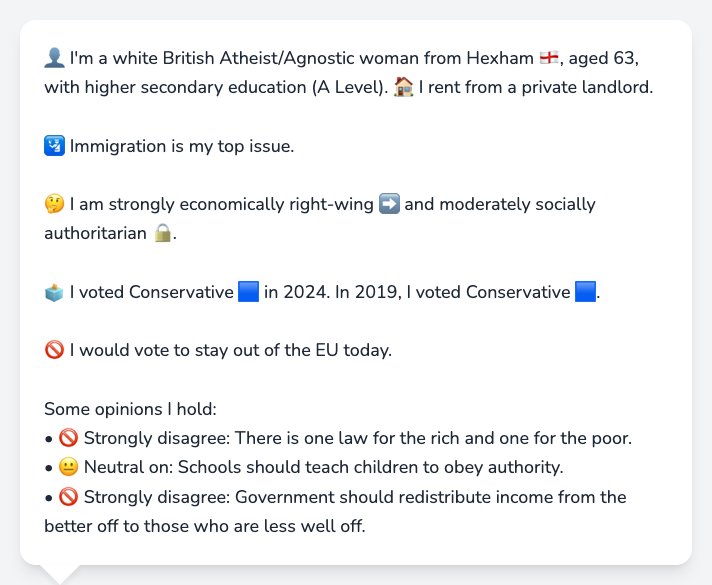 👤 I'm a white British Atheist/Agnostic woman from Hexham 🏴󠁧󠁢󠁥󠁮󠁧󠁿, aged 63,
with higher secondary education (A Level). 🏠 I rent from a private landlord.
🛂 Immigration is my top issue.
🤔 I am strongly economically right-wing ➡️ and moderately socially
authoritarian 🔒.
🗳️ I voted Conservative 🟦 in 2024. In 2019, I voted Conservative 🟦.
🚫 I would vote to stay out of the EU today.
Some opinions I hold:
• 🚫 Strongly disagree: There is one law for the rich and one for the poor.
• 😐 Neutral on: Schools should teach children to obey authority.
• 🚫 Strongly disagree: Government should redistribute income from the
better off to those who are less well off.